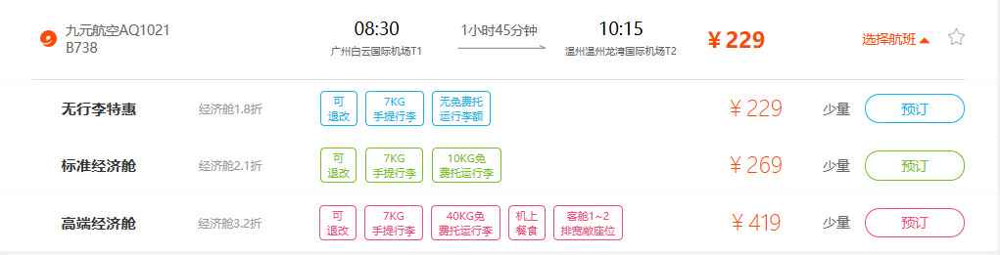 九元航空AQ1021
B738
08:30
广州白云国际机场T1
1小时45分钟
10:15
温州温州龙湾国际机场T2
¥ 229
选择航班
无行李特惠
经济舱1.8折
可
退改
7KG
手提行李
无免费托
运行李额
¥ 229
少量
预订
标准经济舱
经济舱2.1折
可
退改
7KG
手提行李
10KG免
费托运行李
¥ 269
少量
预订
高端经济舱
经济舱3.2折
可
退改
7KG
手提行李
40KG免
费托运行李
机上
餐食
客舱1~2
排宽敞座位
¥ 419
少量
预订